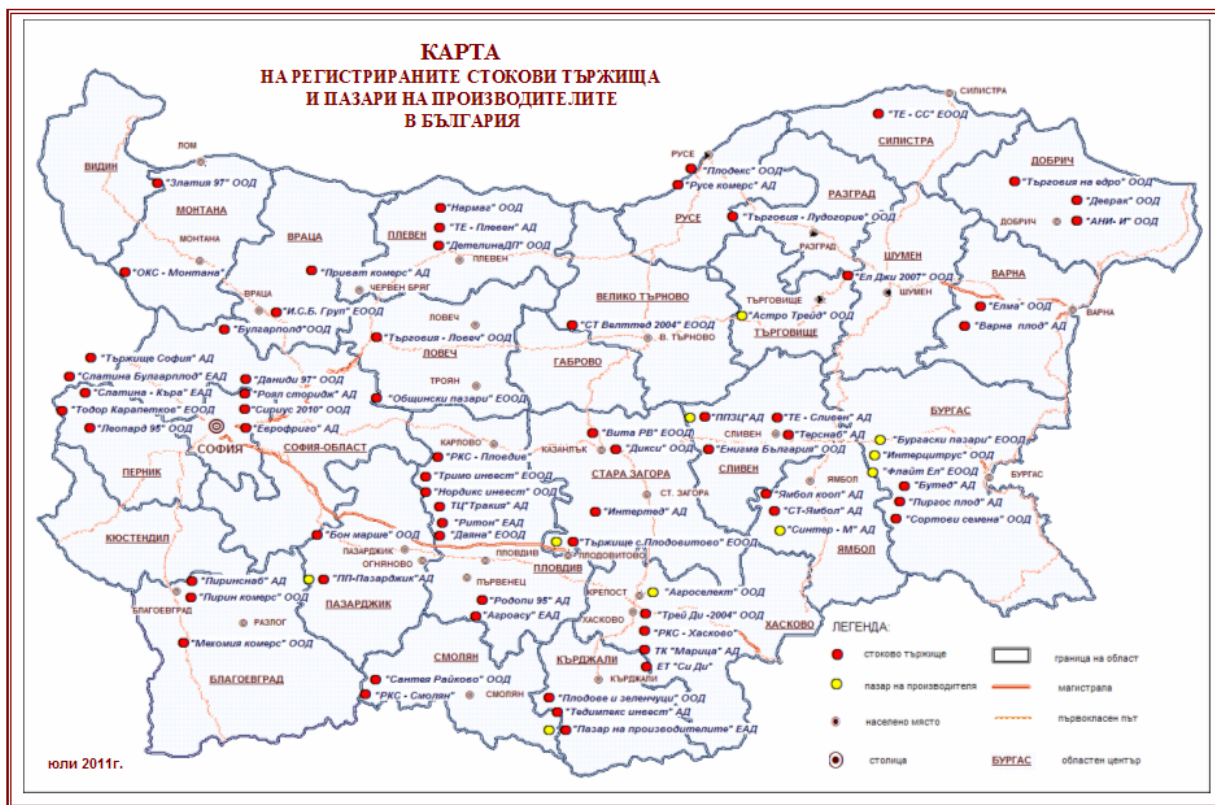 КАРТА
НА РЕГИСТРИРАНИТЕ СТОКОВИ ТЪРЖИЩА
И ПАЗАРИ НА ПРОИЗВОДИТЕЛИТЕ
В БЪЛГАРИЯ
СИЛИСТРА
"ТЕ - СС" ЕООД
СИЛИСТРА
ЛОМ
ВИДИН
"Златия 97" ООД
МОНТАНА
МОНТАНА
"ОКС - Монтана"
ВРАЦА
"Приват комерс" АД
ЧЕРВЕН БРЯГ
ВРАЦА
"И.С.Б. Груп" ЕООД
"Булгарполд"ООД
"Нармаг" ООД
ПЛЕВЕН
"ТЕ - Плевен" АД
"ДетелинаДП" ООД
ПЛЕВЕН
РУСЕ
"Плодекс" ООД
"Русе комерс" АД
РУСЕ
РАЗГРАД
"Търговия - Лудогорие" ООД
РАЗГРАД
ДОБРИЧ
"Търговия на едро" ООД
"Деврак" ООД
ДОБРИЧ
"АНИ- И" ООД
ШУМЕН
"Ел Джи 2007" ООД
ШУМЕН
ТЪРГОВИЩЕ
"Астро Трейд" ООД
ТЪРГОВИЩЕ
ВАРНА
"Елма" ООД
ВАРНА
"Варна плод" АД
ВЕЛИКО ТЪРНОВО
"СТ Велттед 2004" ЕООД
В. ТЪРНОВО
ГАБРОВО
ЛОВЕЧ
"Търговия - Ловеч" ООД
ЛОВЕЧ
ТРОЯН
"Общински пазари" ЕООД
"Тържище София" АД
"Слатина Булгарплод" ЕАД
"Слатина - Къра" ЕАД
"Тодор Карапетков" ЕООД
"Леопард 95" ООД
"Даниди 97" ООД
"Роял сторидж" АД
"Сириус 2010" ООД
"Еврофриго" АД
СОФИЯ
СОФИЯ-ОБЛАСТ
ПЕРНИК
КЮСТЕНДИЛ
КАРЛОВО
"РКС - Пловдив"
"Тримо инвест" ЕООД
"Нордикс инвест" ООД
ТЦ"Тракия" АД
"Ритон" ЕАД
"Даяна" ЕООД
КАЗАНЛЪК
"Вита РВ" ЕООД
"Дикси" ООД
СТАРА ЗАГОРА
СТ. ЗАГОРА
"Интертед" АД
"Тържище с.Плодовитово" ЕООД
ПЛОДОВИТОВО
"ППЗЦ"АД
"ТЕ - Сливен" АД
СЛИВЕН
"Терснаб" АД
"Енигма България" ООД
СЛИВЕН
ЯМБОЛ
"Ямбол кооп" АД
"СТ-Ямбол" АД
"Синтер - М" АД
ЯМБОЛ
БУРГАС
"Бургаски пазари" ЕООД
"Интерцитрус" ООД
"Флайт Ел" ЕООД
БУРГАС
"Бутед" АД
"Пиргос плод" АД
"Сортови семена" ООД
"Бон марше" ООД
ПАЗАРДЖИК
ОГНЯНОВО
ПЛОВДИВ
ПЛОВДИВ
ПЪРВЕНЕЦ
"Родопи 95" АД
"Агроасу" ЕАД
"ПП-Пазарджик"АД
ПАЗАРДЖИК
"Пиринснаб" АД
БЛАГОЕВГРАД
"Пирин комерс" ООД
РАЗЛОГ
"Мекомия комерс" ООД
БЛАГОЕВГРАД
СМОЛЯН
"Сантея Райково" ООД
"РКС - Смолян"
СМОЛЯН
КРЕПОСТ
"Агроселект" ООД
ХАСКОВО
"Трей Ди -2004" ООД
"РКС - Хасково"
ТК "Марица" АД
ЕТ "Си Ди"
ХАСКОВО
КЪРДЖАЛИ
КЪРДЖАЛИ
"Плодове и зеленчуци" ООД
"Тедимпекс инвест" АД
"Пазар на производителите" ЕАД
ЛЕГЕНДА:
стоково тържище
граница на област
пазар на производителя
магистрала
населено място
първокласен път
столица
БУРГАС
областен център
юли 2011г.